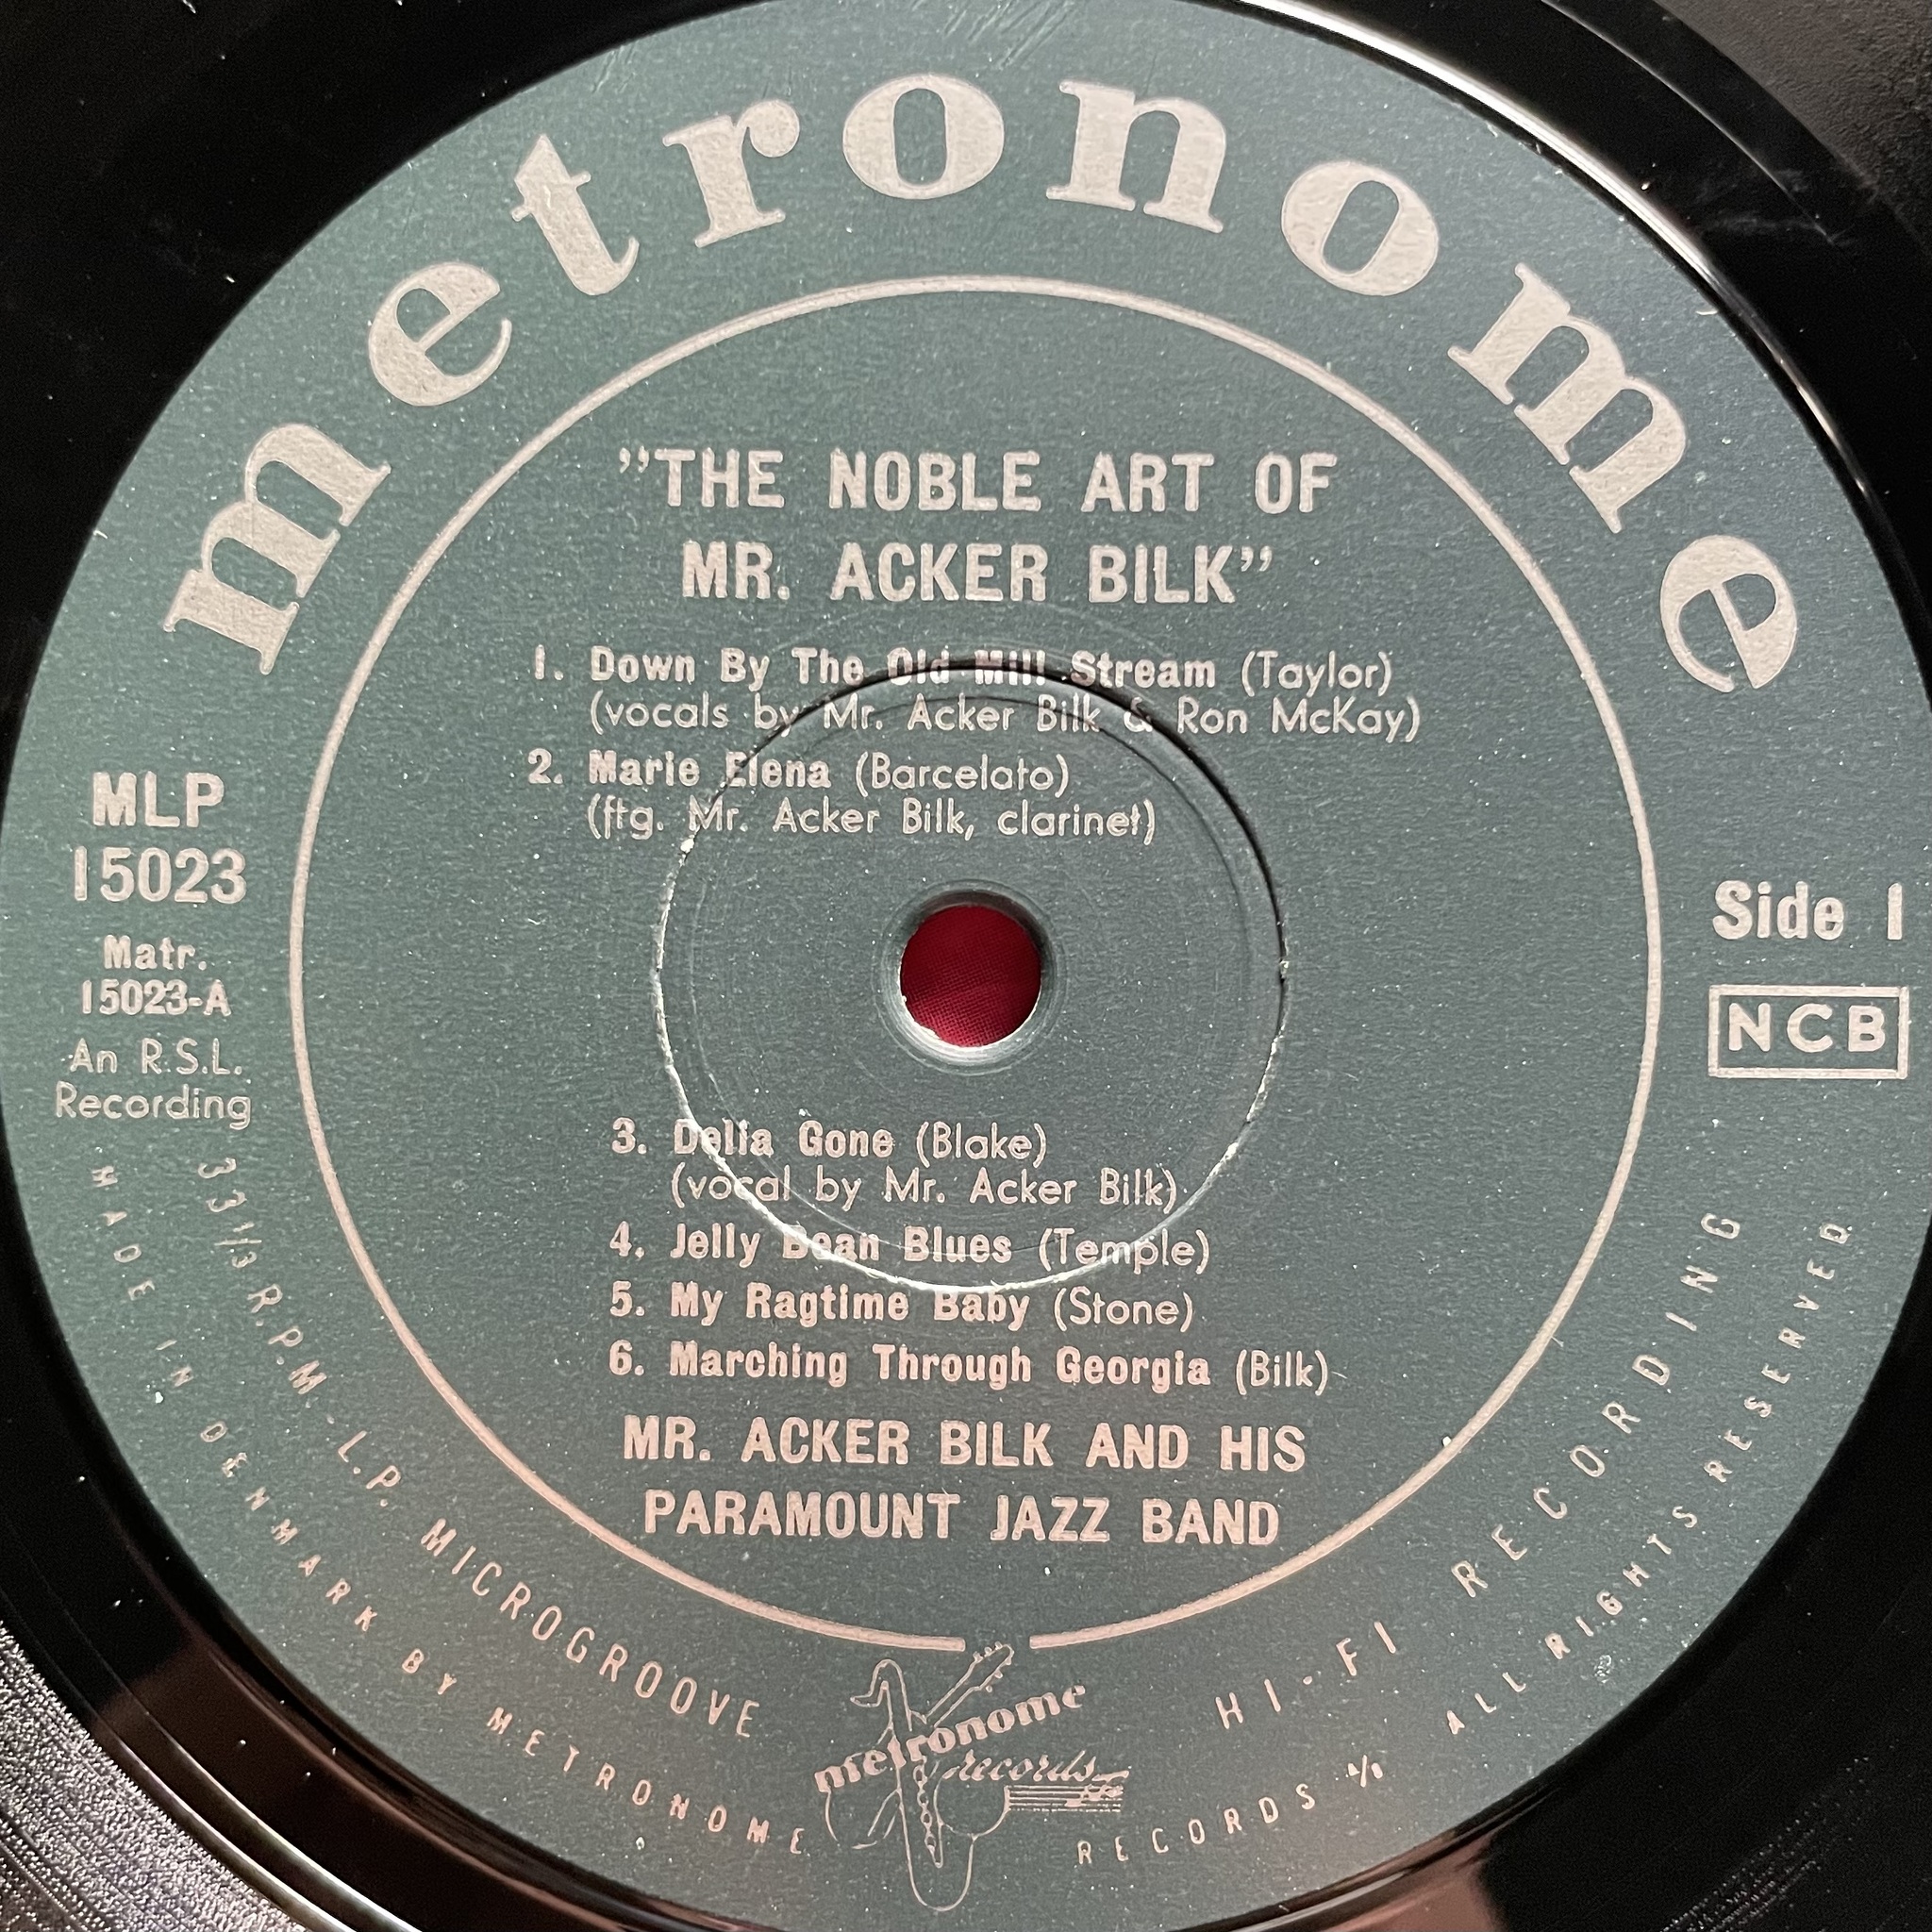 metronome
”THE NOBLE ART OF
MR. ACKER BILK”
1. Down By The Old Mill Stream (Taylor)
(vocals by Mr. Acker Bilk & Ron McKay)
2. Marie Elena (Barcelato)
(ftg. Mr. Acker Bilk, clarinet)
MLP
15023
Matr.
15023-A
An R.S.L.
Recording
Side 1
NCB
3. Delia Gone (Blake)
(vocal by Mr. Acker Bilk)
4. Jelly Bean Blues (Temple)
5. My Ragtime Baby (Stone)
6. Marching Through Georgia (Bilk)
MR. ACKER BILK AND HIS
PARAMOUNT JAZZ BAND
33 1/3 R.P.M - L.P. MICROGROOVE
HI-FI RECORDING
MADE IN DENMARK BY METRONOME RECORDS A/S ALL RIGHTS RESERVED
metronome
records